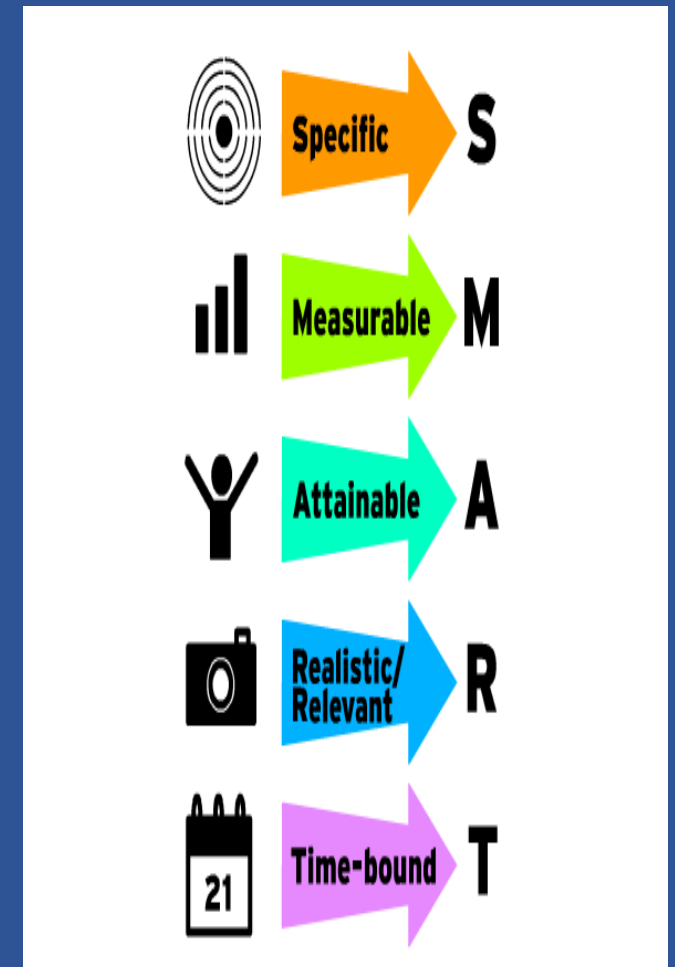 Specific S
Measurable M
Attainable A
Realistic/
Relevant R
21 Time-bound T